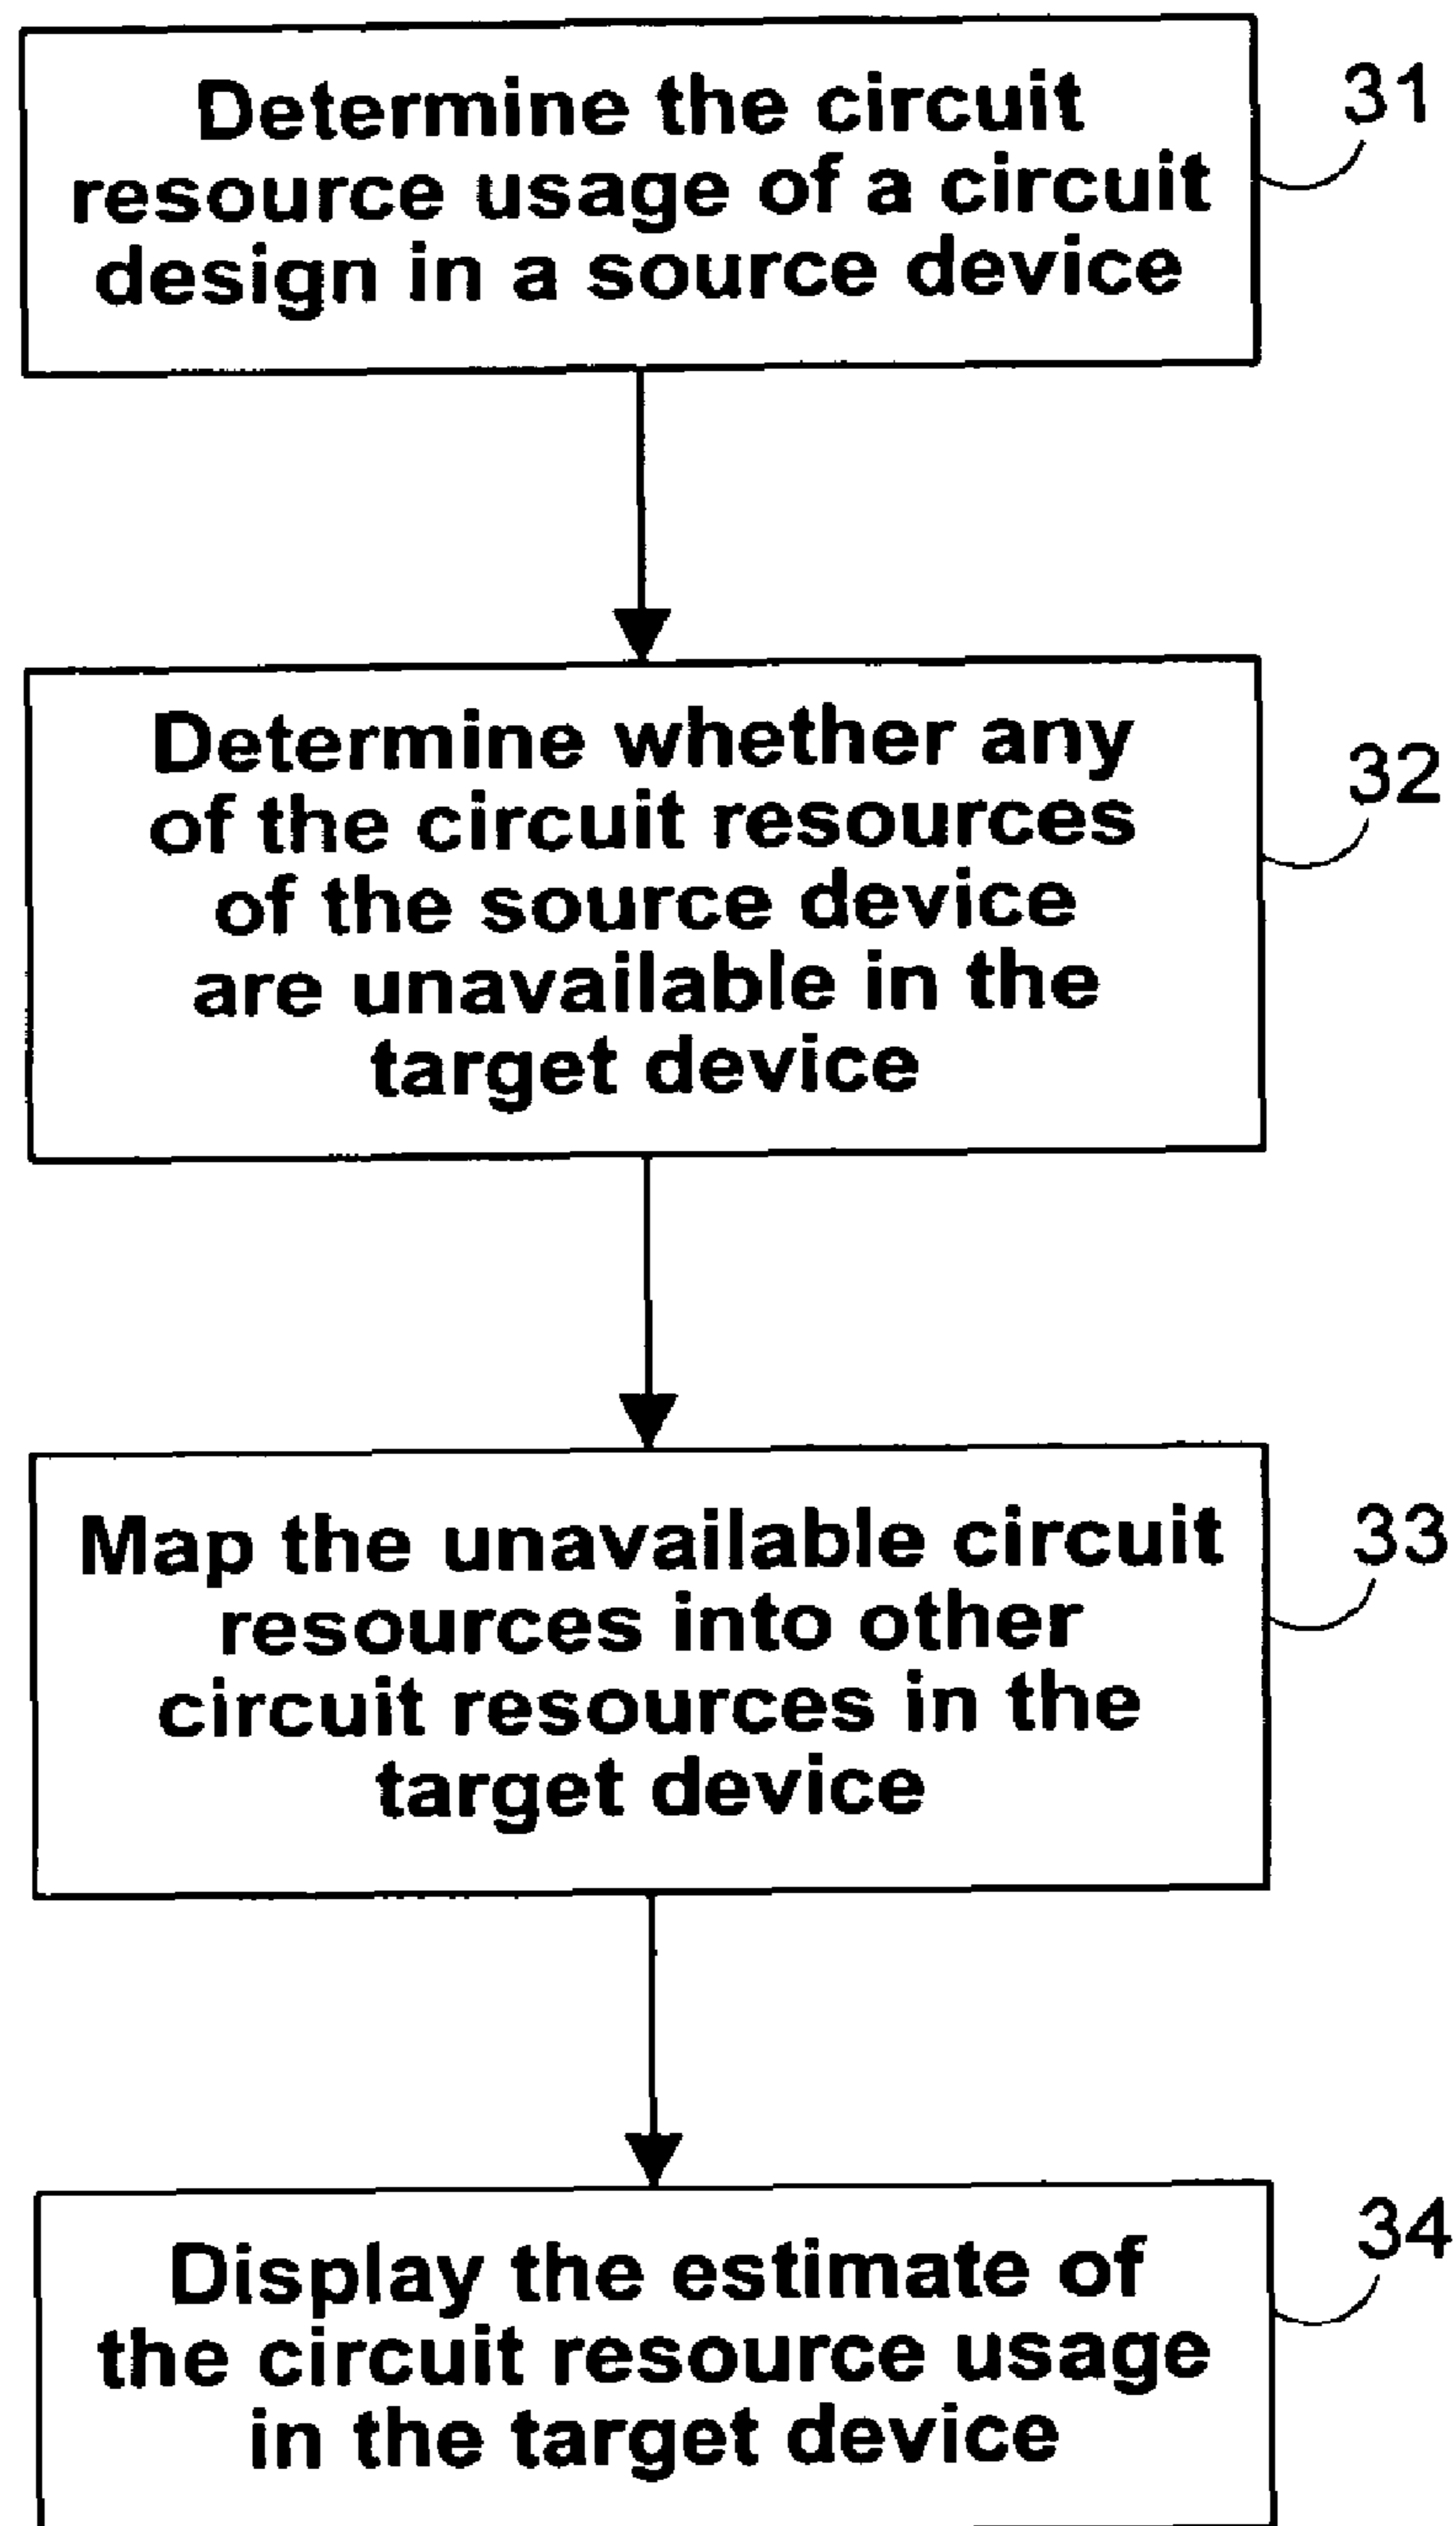 Determine the circuit
resource usage of a circuit
design in a source device
31
Determine whether any
of the circuit resources
of the source device
are unavailable in the
target device
32
Map the unavailable circuit
resources into other
circuit resources in the
target device
33
Display the estimate of
the circuit resource usage
in the target device
34